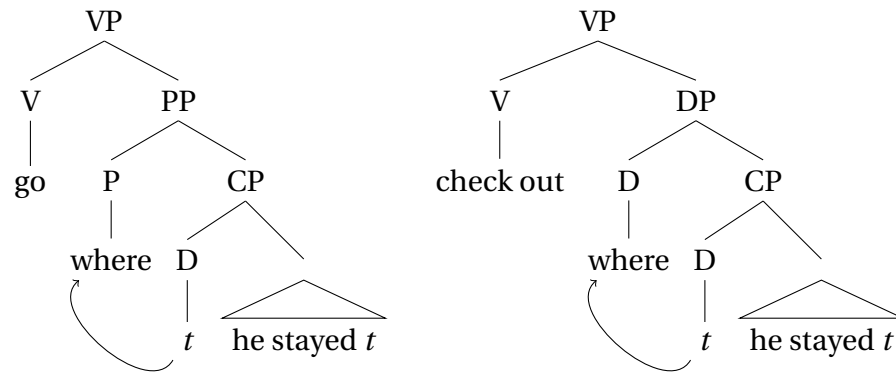 VP VP
V PP V DP
go P CP check out D CP
where D where D
t he stayed t t he stayed t